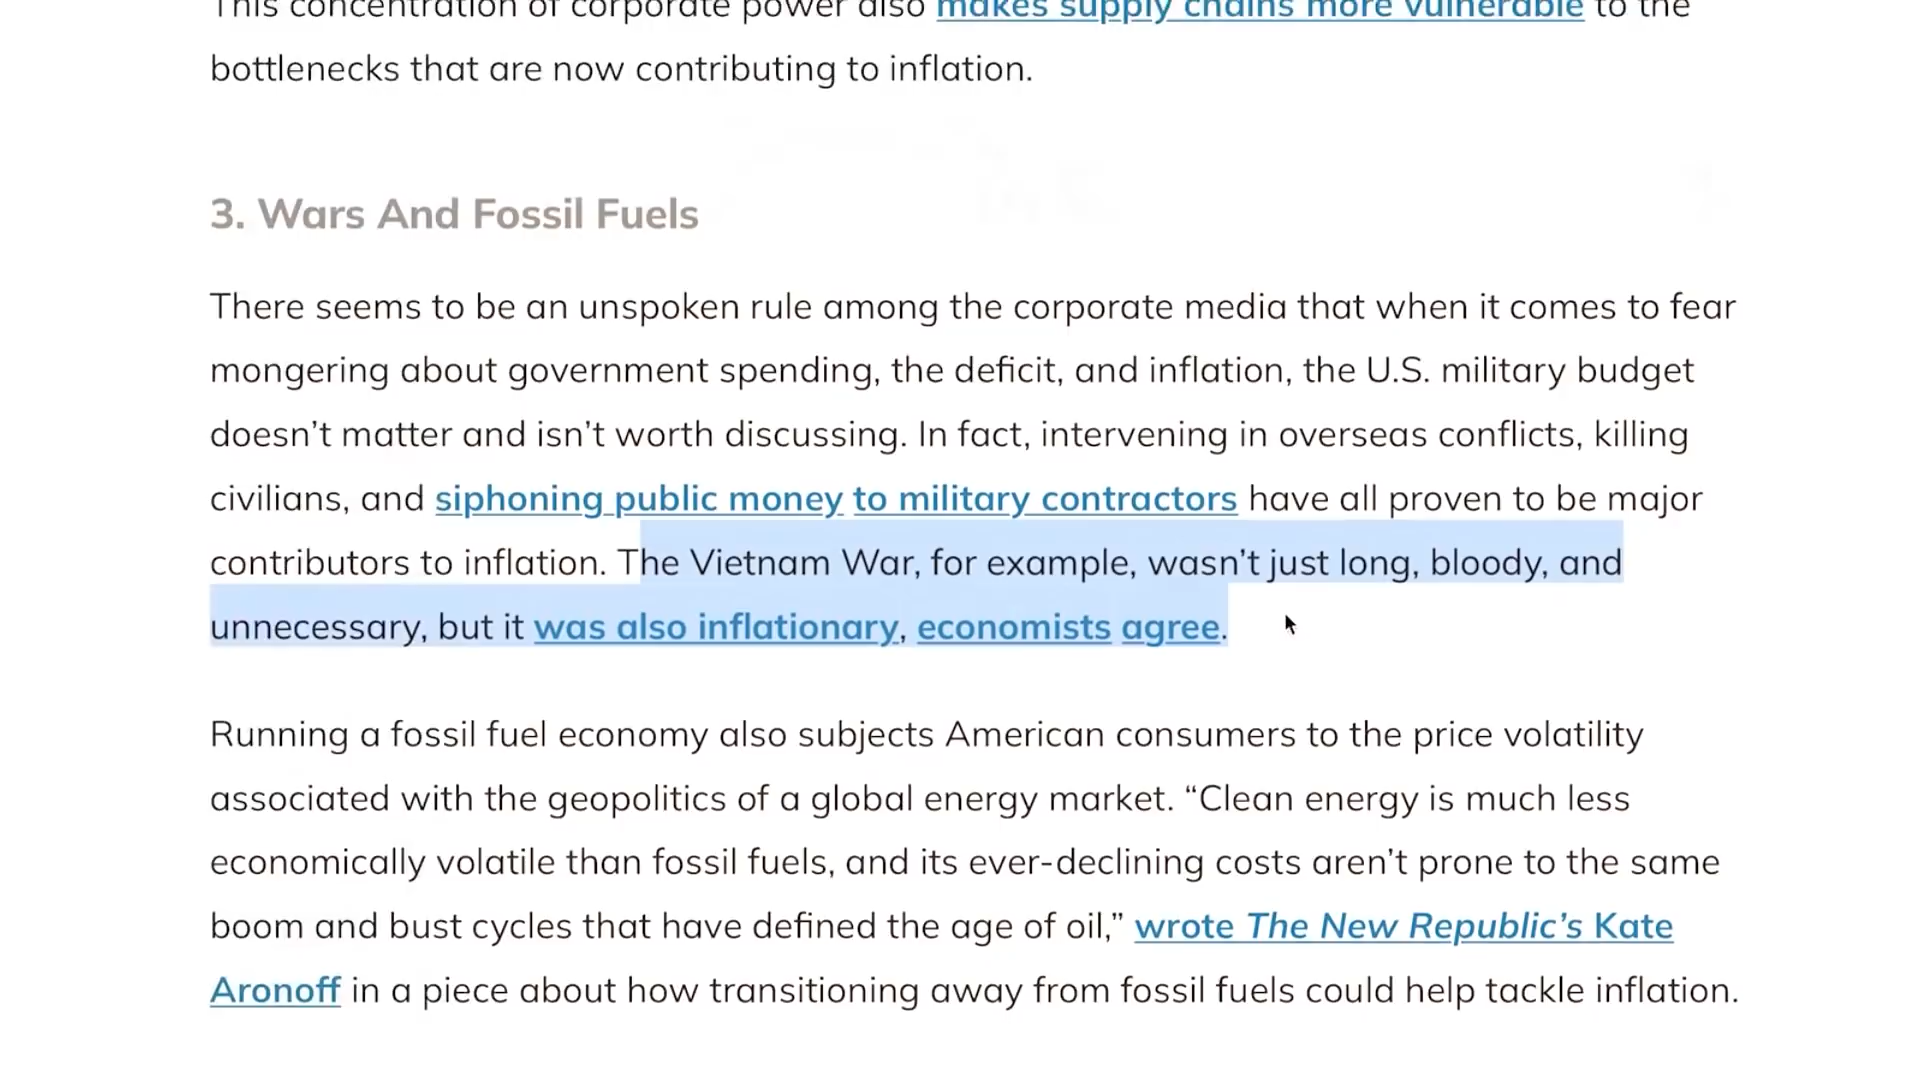 This concentration of corporate power also makes supply chains more vulnerable to the
bottlenecks that are now contributing to inflation.
3. Wars And Fossil Fuels
There seems to be an unspoken rule among the corporate media that when it comes to fear
mongering about government spending, the deficit, and inflation, the U.S. military budget
doesn’t matter and isn’t worth discussing. In fact, intervening in overseas conflicts, killing
civilians, and siphoning public money to military contractors have all proven to be major
contributors to inflation. The Vietnam War, for example, wasn’t just long, bloody, and
unnecessary, but it was also inflationary, economists agree.
Running a fossil fuel economy also subjects American consumers to the price volatility
associated with the geopolitics of a global energy market. “Clean energy is much less
economically volatile than fossil fuels, and its ever-declining costs aren’t prone to the same
boom and bust cycles that have defined the age of oil,” wrote The New Republic’s Kate
Aronoff in a piece about how transitioning away from fossil fuels could help tackle inflation.